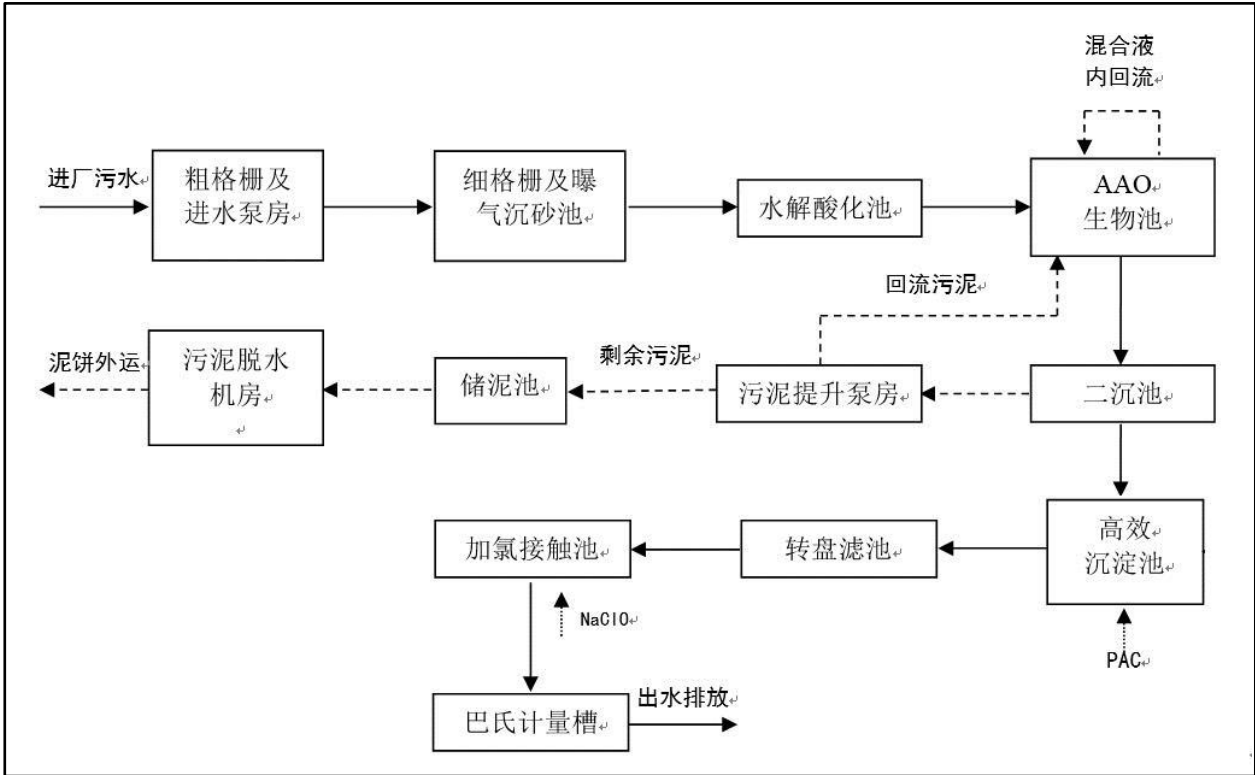 混合液
内回流
进厂污水
粗格栅及
进水泵房
细格栅及曝
气沉砂池
水解酸化池
AAO
生物池
回流污泥
泥饼外运
污泥脱水
机房
储泥池
剩余污泥
污泥提升泵房
二沉池
加氯接触池
转盘滤池
高效
沉淀池
NaClO
PAC
巴氏计量槽
出水排放